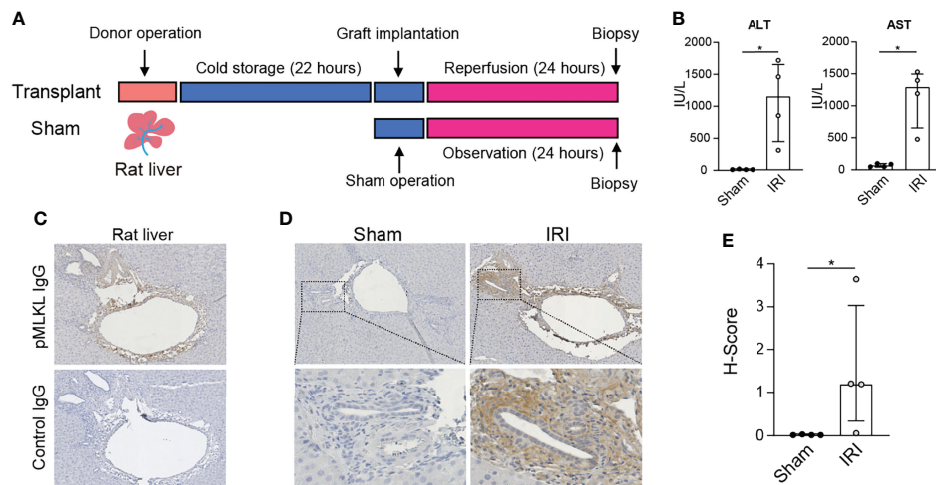 A
Donor operation
Graft implantation
Biopsy
Cold storage (22 hours)
Reperfusion (24 hours)
Transplant
Sham
Rat liver
Observation (24 hours)
Sham operation
Biopsy
B
ALT
*
IU/L
2000
1500
1000
500
0
Sham
IRI
AST
*
IU/L
2000
1500
1000
500
0
Sham
IRI
C
Rat liver
pMLKL IgG
Control IgG
D
Sham
IRI
E
*
H-Score
4
3
2
1
0
Sham
IRI